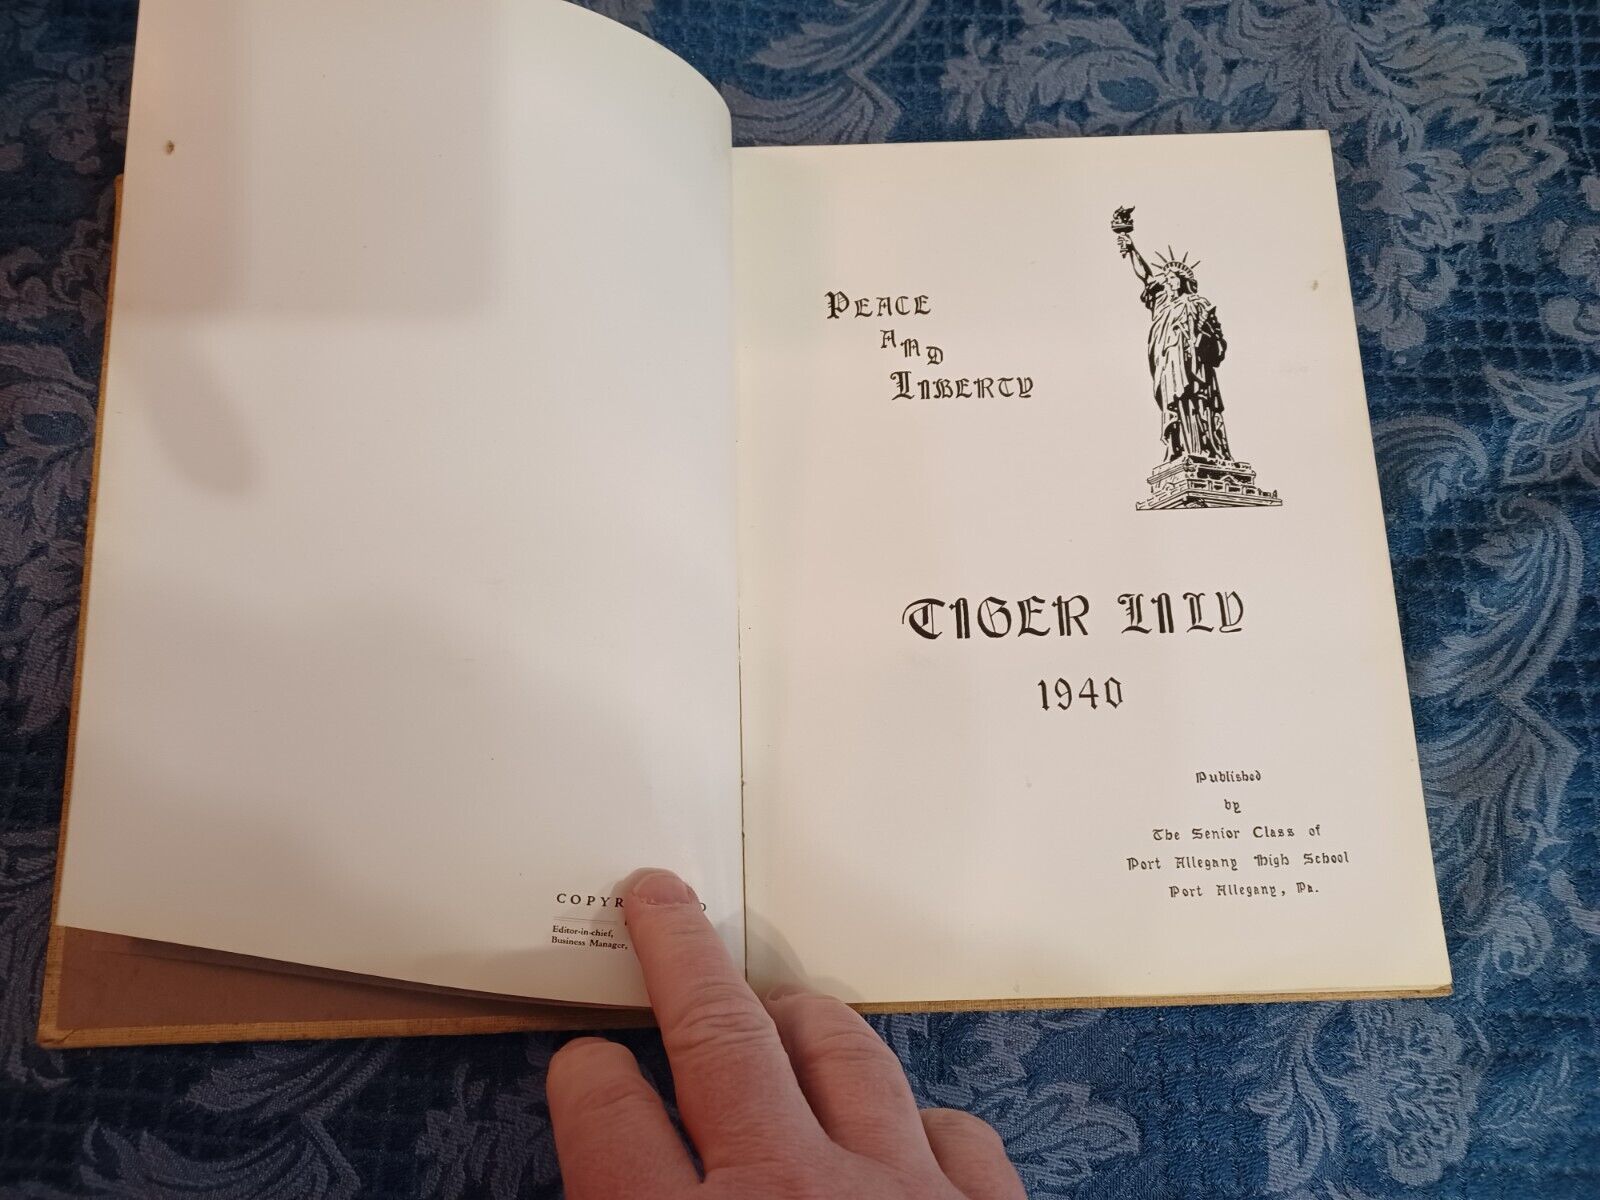 COPYR
Editor-in-chief,
Business Manager,
PEACE
AND
LIBERTY
TIGER LILY
1940
Published
by
The Senior Class of
Port Allegany High School
Port Allegany, Pa.